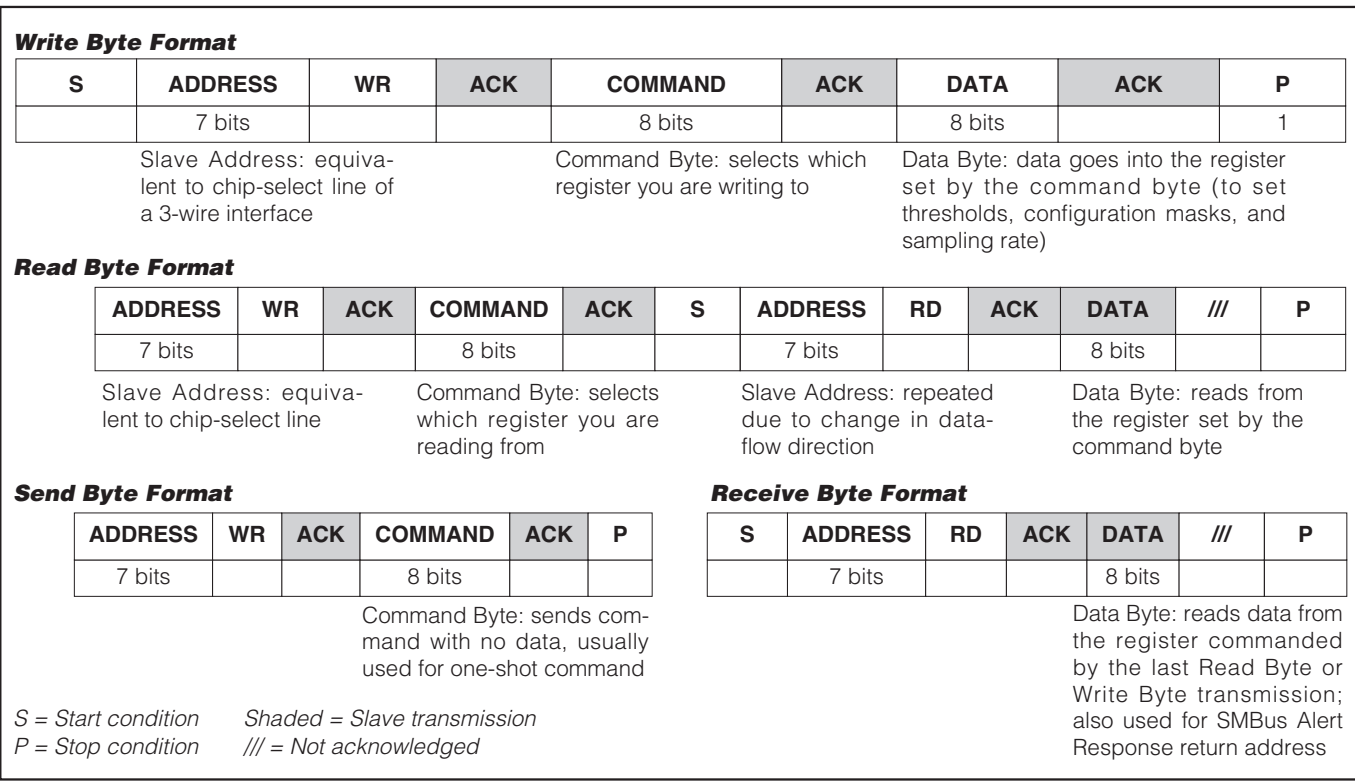 Write Byte Format
S ADDRESS WR ACK COMMAND ACK DATA ACK P
7 bits 8 bits 8 bits 1
Slave Address: equiva-
lent to chip-select line of
a 3-wire interface
Command Byte: selects which
register you are writing to
Data Byte: data goes into the register
set by the command byte (to set
thresholds, configuration masks, and
sampling rate)
Read Byte Format
ADDRESS WR ACK COMMAND ACK S ADDRESS RD ACK DATA /// P
7 bits 8 bits 7 bits 8 bits
Slave Address: equiva-
lent to chip-select line
Command Byte: selects
which register you are
reading from
Slave Address: repeated
due to change in data-
flow direction
Data Byte: reads from
the register set by the
command byte
Send Byte Format
ADDRESS WR ACK COMMAND ACK P
7 bits 8 bits
Command Byte: sends com-
mand with no data, usually
used for one-shot command
Receive Byte Format
S ADDRESS RD ACK DATA /// P
7 bits 8 bits
Data Byte: reads data from
the register commanded
by the last Read Byte or
Write Byte transmission;
also used for SMBus Alert
Response return address
S = Start condition Shaded = Slave transmission
P = Stop condition /// = Not acknowledged